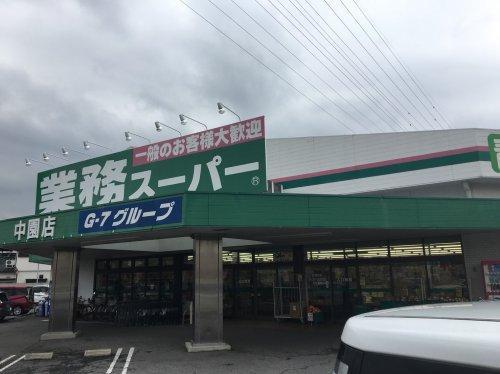 一般のお客様大歓迎
業務スーパー®
中園店
G-7 グループ